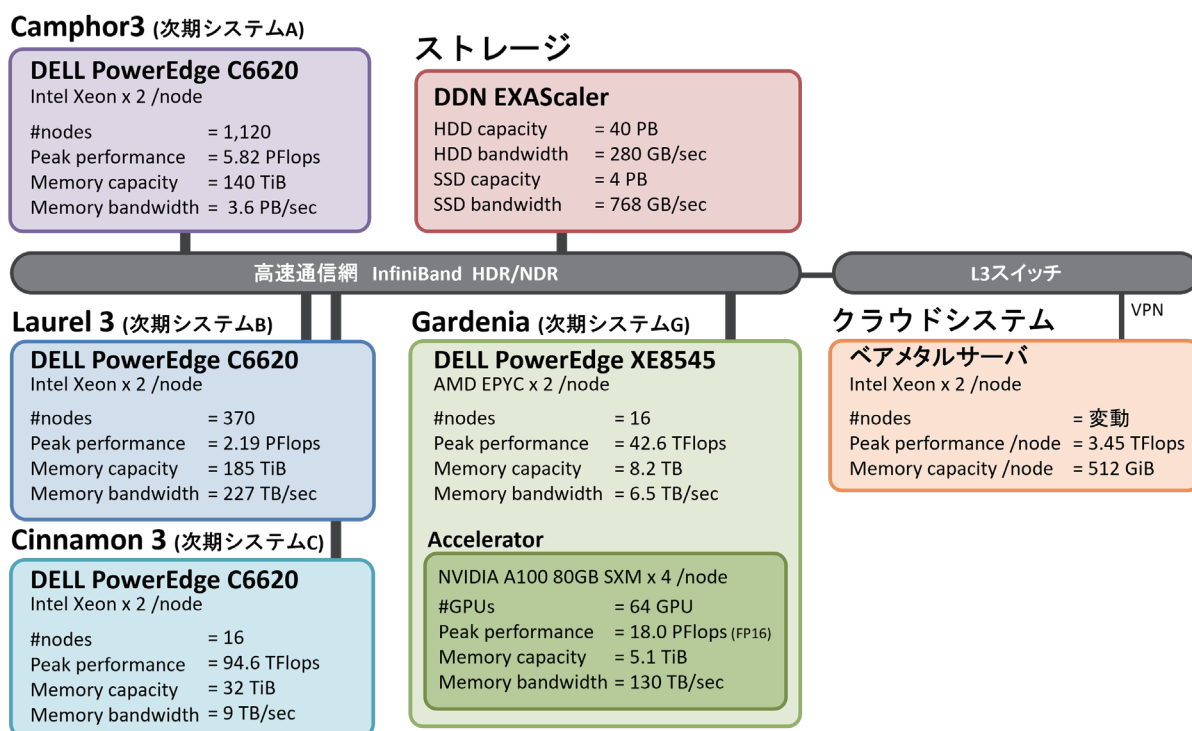 Camphor3 (次期システムA)
DELL PowerEdge C6620
Intel Xeon x 2 /node
#nodes = 1,120
Peak performance = 5.82 PFlops
Memory capacity = 140 TiB
Memory bandwidth = 3.6 PB/sec
ストレージ
DDN EXAScaler
HDD capacity = 40 PB
HDD bandwidth = 280 GB/sec
SSD capacity = 4 PB
SSD bandwidth = 768 GB/sec
高速通信網 InfiniBand HDR/NDR
L3スイッチ
VPN
Laurel 3 (次期システムB)
DELL PowerEdge C6620
Intel Xeon x 2 /node
#nodes = 370
Peak performance = 2.19 PFlops
Memory capacity = 185 TiB
Memory bandwidth = 227 TB/sec
Cinnamon 3 (次期システムC)
DELL PowerEdge C6620
Intel Xeon x 2 /node
#nodes = 16
Peak performance = 94.6 TFlops
Memory capacity = 32 TiB
Memory bandwidth = 9 TB/sec
Gardenia (次期システムG)
DELL PowerEdge XE8545
AMD EPYC x 2 /node
#nodes = 16
Peak performance = 42.6 TFlops
Memory capacity = 8.2 TB
Memory bandwidth = 6.5 TB/sec
Accelerator
NVIDIA A100 80GB SXM x 4 /node
#GPUs = 64 GPU
Peak performance = 18.0 PFlops (FP16)
Memory capacity = 5.1 TiB
Memory bandwidth = 130 TB/sec
クラウドシステム
ベアメタルサーバ
Intel Xeon x 2 /node
#nodes = 変動
Peak performance /node = 3.45 TFlops
Memory capacity /node = 512 GiB